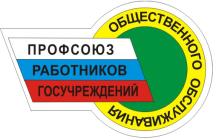 ПРОФСОЮЗ
РАБОТНИКОВ
ГОСУЧРЕЖДЕНИЙ
ОБЩЕСТВЕННОГО ОБСЛУЖИВАНИЯ